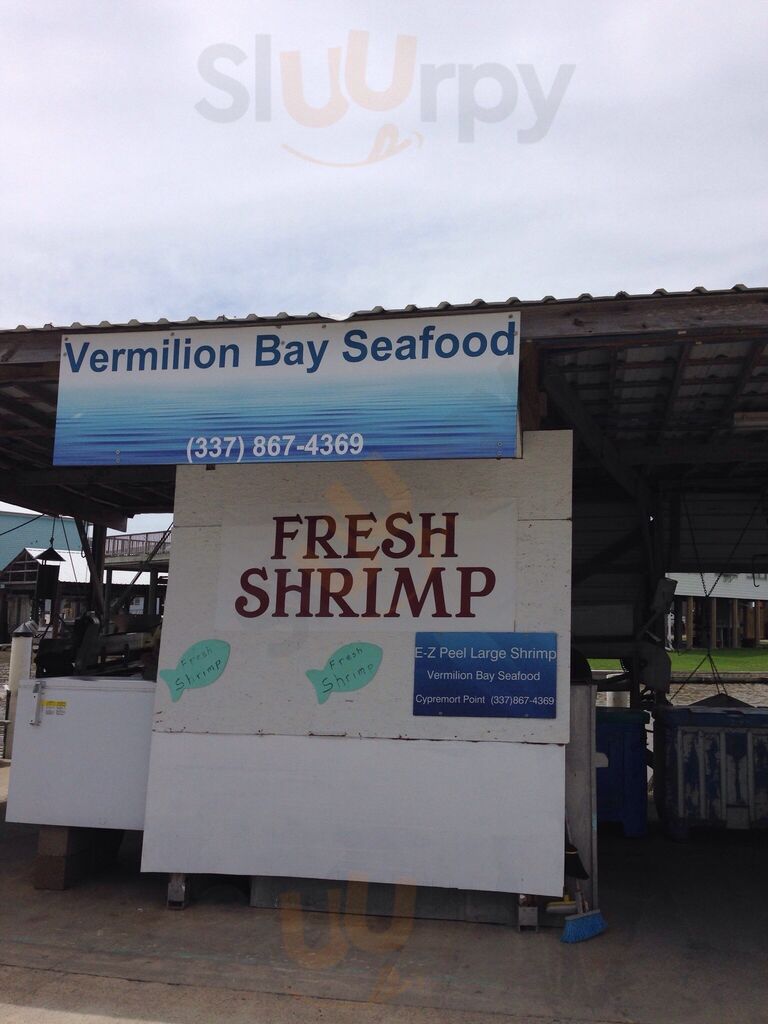 Sluurpy
Vermilion Bay Seafood
(337) 867-4369
FRESH
SHRIMP
Fresh
Shrimp
Fresh
Shrimp
E-Z Peel Large Shrimp
Vermilion Bay Seafood
Cypremort Point (337)867-4369